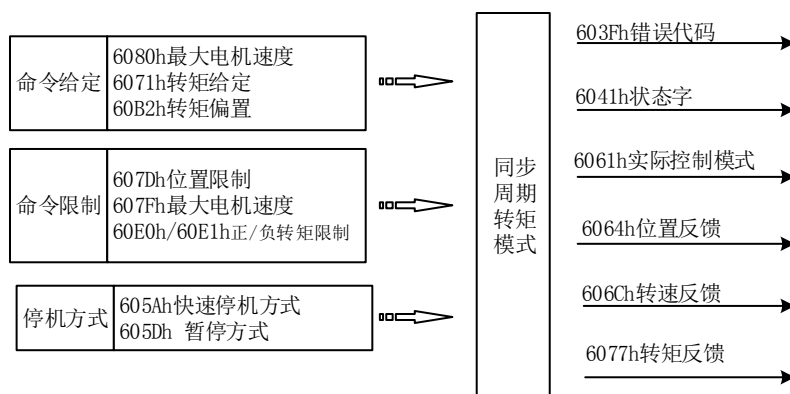 命令给定
6080h最大电机速度
6071h转矩给定
60B2h转矩偏置
命令限制
607Dh位置限制
607Fh最大电机速度
60E0h/60E1h正/负转矩限制
停机方式
605Ah快速停机方式
605Dh 暂停方式
同步
周期
转矩
模式
603Fh错误代码
6041h状态字
6061h实际控制模式
6064h位置反馈
606Ch转速反馈
6077h转矩反馈